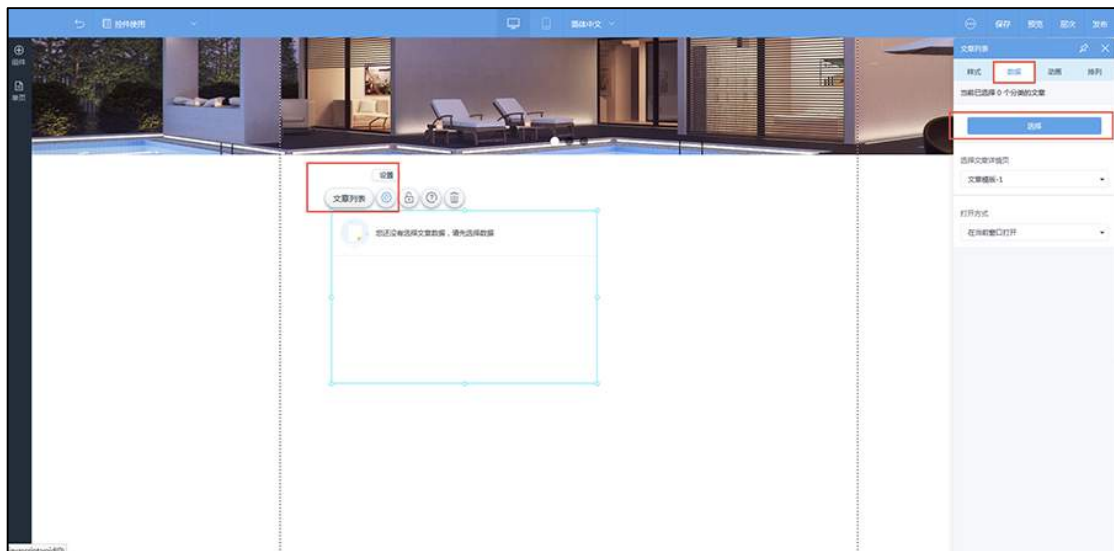 控件使用
简体中文
保存 预览 层次 发布
组件
单页
文章列表
样式 数据 动画 排列
当前已选择 0 个分类的文章
选择
选择文章详情页
文章模版-1
打开方式
在当前窗口打开
设置
文章列表
您还没有选择文章数据，请先选择数据